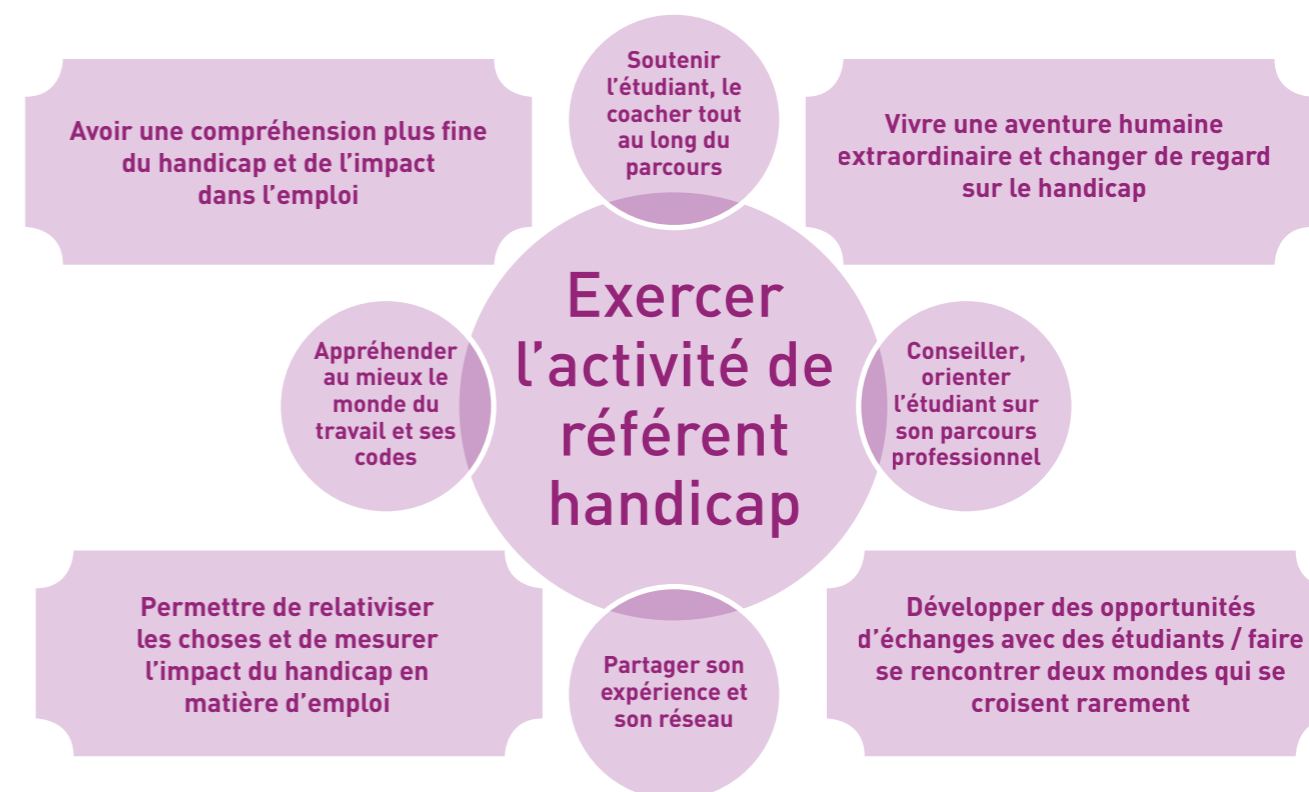 Soutenir
l'étudiant, le
coacher tout
au long du
parcours
Avoir une compréhension plus fine
du handicap et de l'impact
dans l'emploi
Vivre une aventure humaine
extraordinaire et changer de regard
sur le handicap
Exercer
l'activité de
référent
handicap
Appréhender
au mieux le
monde du
travail et ses
codes
Conseiller,
orienter
l'étudiant sur
son parcours
professionnel
Permettre de relativiser
les choses et de mesurer
l'impact du handicap en
matière d'emploi
Partager son
expérience et
son réseau
Développer des opportunités
d'échanges avec des étudiants / faire
se rencontrer deux mondes qui se
croisent rarement